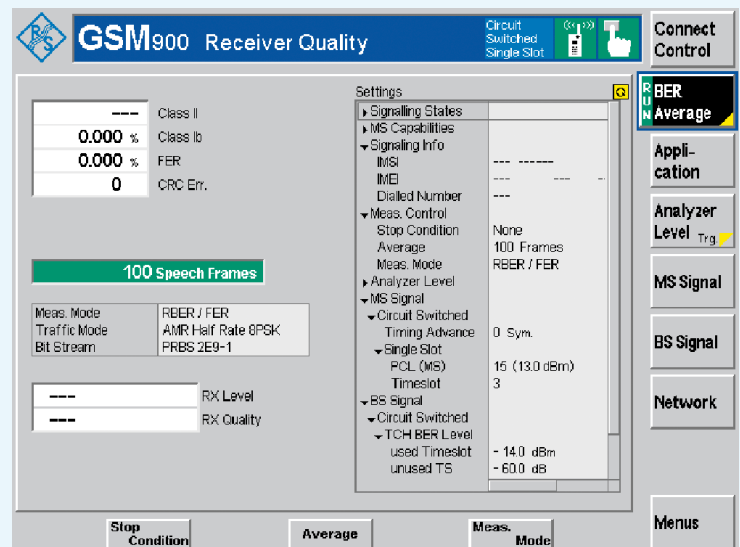 R&S
GSM900 Receiver Quality
Circuit
Switched
Single Slot
Connect
Control
--- Class II
0.000 % Class Ib
0.000 % FER
0 CRC Err.
100 Speech Frames
Meas. Mode RBER / FER
Traffic Mode AMR Half Rate 8PSK
Bit Stream PRBS 2E9-1
--- RX Level
--- RX Quality
Settings
Signalling States
MS Capabilities
Signaling Info
IMSI --- ------
IMEI --- --- -
Dialled Number ---
Meas. Control
Stop Condition None
Average 100 Frames
Meas. Mode RBER / FER
Analyzer Level
MS Signal
Circuit Switched
Timing Advance 0 Sym.
Single Slot
PCL (MS) 15 (13.0 dBm)
Timeslot 3
BS Signal
Circuit Switched
TCH BER Level
used Timeslot - 14.0 dBm
unused TS - 60.0 dB
RUN
BER
Average
Appli-
cation
Analyzer
Level Trg.
MS Signal
BS Signal
Network
Menus
Stop
Condition
Average
Meas.
Mode